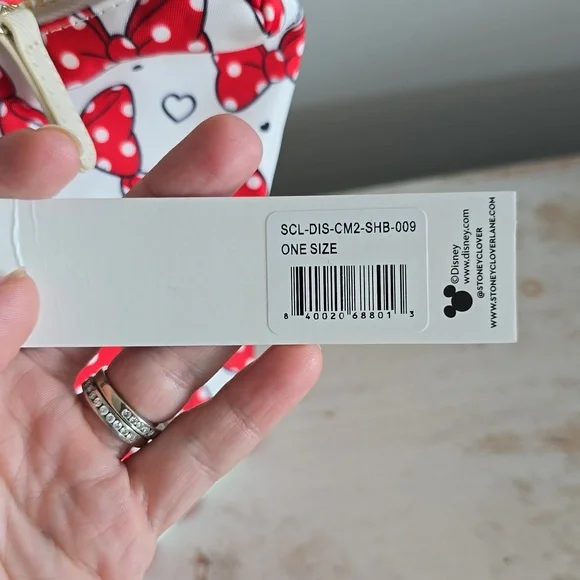 SCL-DIS-CM2-SHB-009
ONE SIZE
8 40020 68801 3
©Disney
www.disney.com
@STONEYCLOVER
WWW.STONEYCLOVERLANE.COM